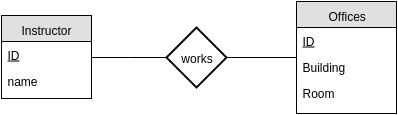 Instructor
ID
name
works
Offices
ID
Building
Room